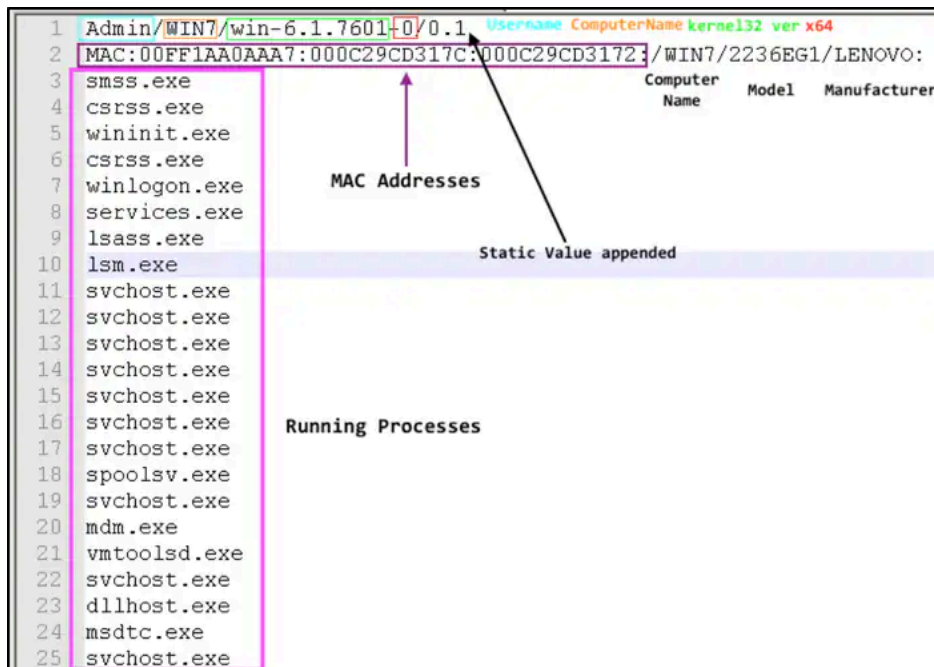 1 Admin/WIN7/win-6.1.7601-0/0.1 Username ComputerName kernel32 ver x64
2 MAC:00FF1AA0AAA7:000C29CD317C:000C29CD3172:/WIN7/2236EG1/LENOVO:
3 smss.exe
Computer Name Model Manufacturer
4 csrss.exe
5 wininit.exe
6 csrss.exe
MAC Addresses
7 winlogon.exe
8 services.exe
9 lsass.exe
Static Value appended
10 lsm.exe
11 svchost.exe
12 svchost.exe
13 svchost.exe
14 svchost.exe
15 svchost.exe
16 svchost.exe
Running Processes
17 svchost.exe
18 spoolsv.exe
19 svchost.exe
20 mdm.exe
21 vmtoolsd.exe
22 svchost.exe
23 dllhost.exe
24 msdtc.exe
25 svchost.exe